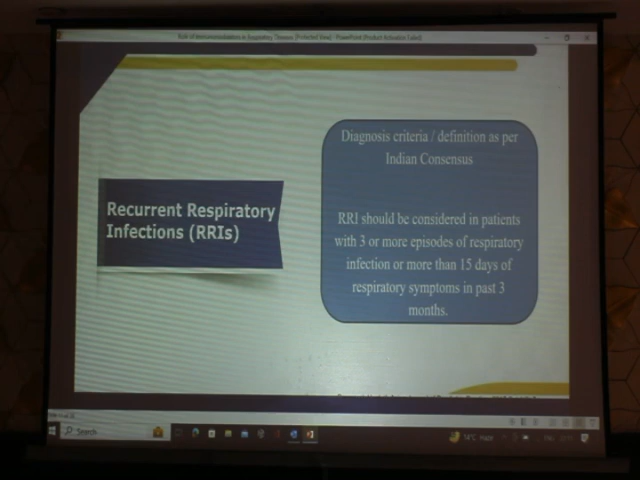 Role of Immunomodulators in Respiratory Diseases [Protected View] - PowerPoint (Product Activation Failed)
Diagnosis criteria / definition as per
Indian Consensus
Recurrent Respiratory
Infections (RRIs)
RRI should be considered in patients
with 3 or more episodes of respiratory
infection or more than 15 days of
respiratory symptoms in past 3
months.
Search
14°C Haze